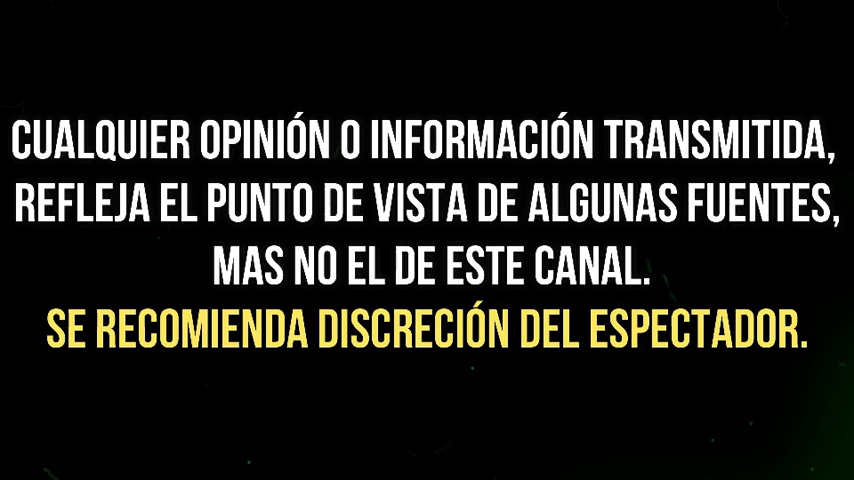 CUALQUIER OPINIÓN O INFORMACIÓN TRANSMITIDA,
REFLEJA EL PUNTO DE VISTA DE ALGUNAS FUENTES,
MAS NO EL DE ESTE CANAL.
SE RECOMIENDA DISCRECIÓN DEL ESPECTADOR.